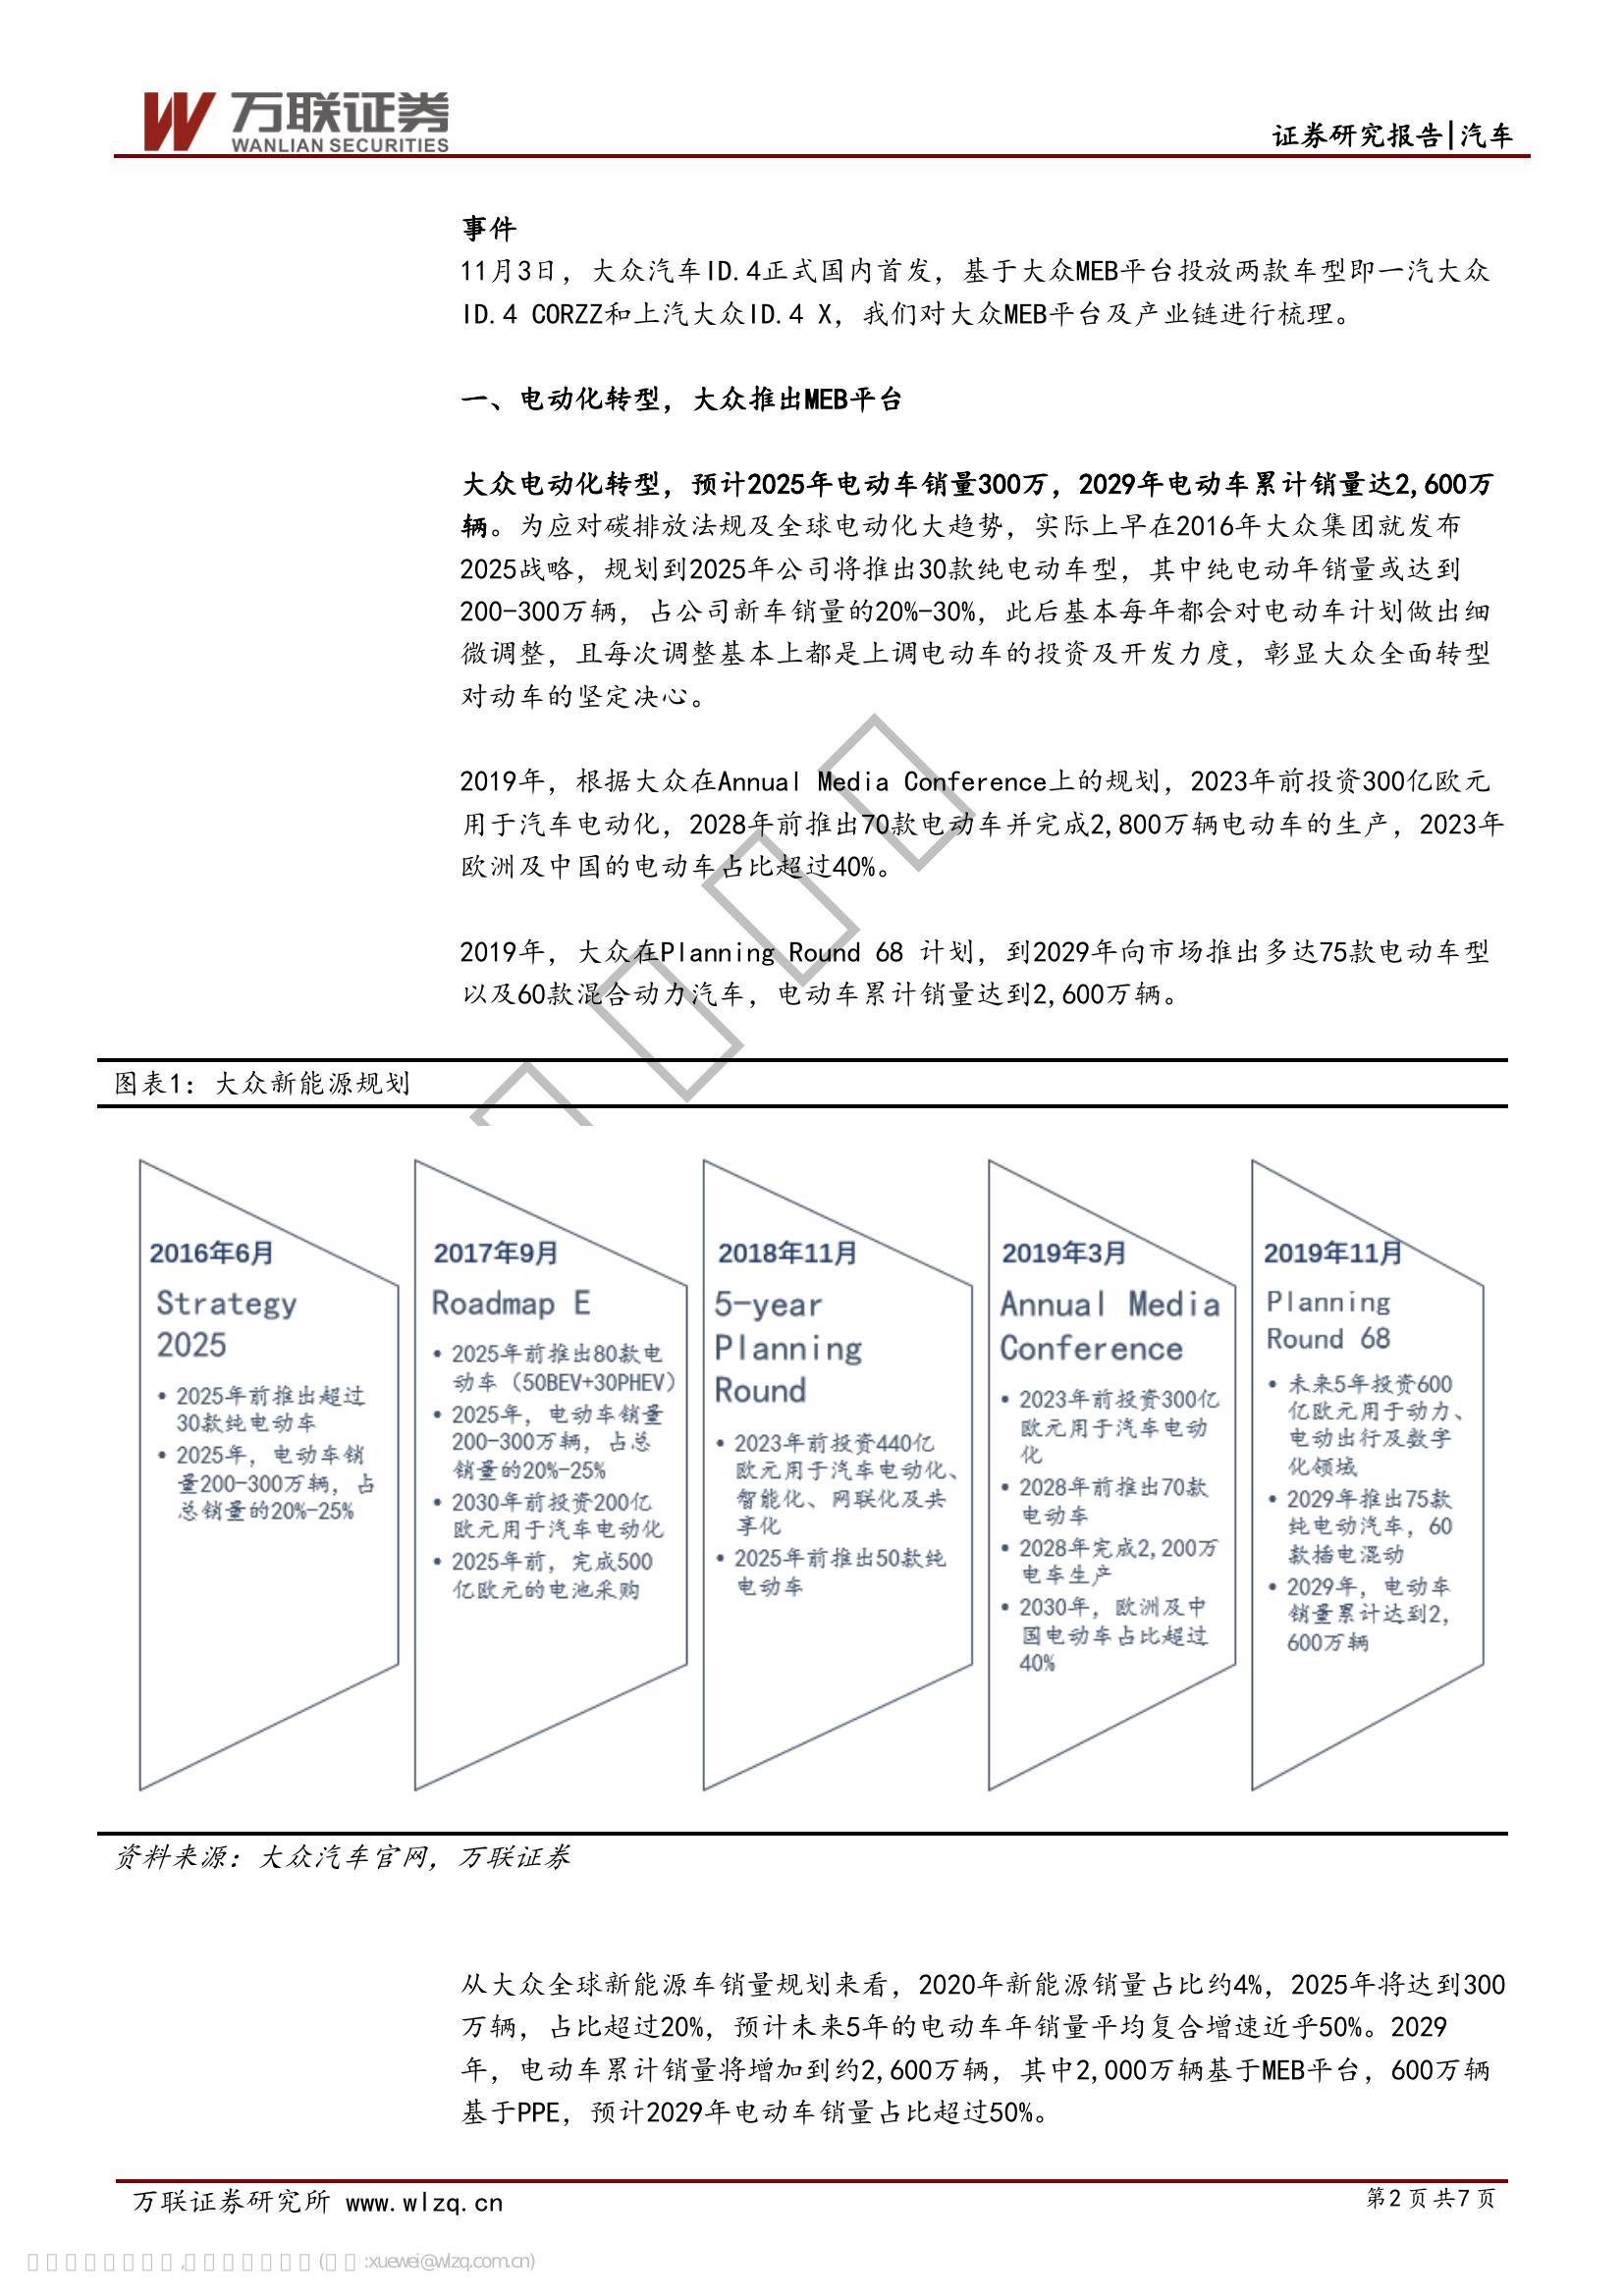 万联证券
WANLIAN SECURITIES
证券研究报告|汽车
事件
11月3日，大众汽车ID.4正式国内首发，基于大众MEB平台投放两款车型即一汽大众
ID.4 CORZZ和上汽大众ID.4 X，我们对大众MEB平台及产业链进行梳理。
一、电动化转型，大众推出MEB平台
大众电动化转型，预计2025年电动车销量300万，2029年电动车累计销量达2,600万
辆。为应对碳排放法规及全球电动化大趋势，实际上早在2016年大众集团就发布
2025战略，规划到2025年公司将推出30款纯电动车型，其中纯电动年销量或达到
200-300万辆，占公司新车销量的20%-30%，此后基本每年都会对电动车计划做出细
微调整，且每次调整基本上都是上调电动车的投资及开发力度，彰显大众全面转型
对动车的坚定决心。
2019年，根据大众在Annual Media Conference上的规划，2023年前投资300亿欧元
用于汽车电动化，2028年前推出70款电动车并完成2,800万辆电动车的生产，2023年
欧洲及中国的电动车占比超过40%。
2019年，大众在Planning Round 68 计划，到2029年向市场推出多达75款电动车型
以及60款混合动力汽车，电动车累计销量达到2,600万辆。
图表1：大众新能源规划
2016年6月
Strategy
2025
• 2025年前推出超过
30款纯电动车
• 2025年，电动车销
量200-300万辆，占
总销量的20%-25%
2017年9月
Roadmap E
• 2025年前推出80款电
动车（50BEV+30PHEV）
• 2025年，电动车销量
200-300万辆，占总
销量的20%-25%
• 2030年前投资200亿
欧元用于汽车电动化
• 2025年前，完成500
亿欧元的电池采购
2018年11月
5-year
Planning
Round
• 2023年前投资440亿
欧元用于汽车电动化、
智能化、网联化及共
享化
• 2025年前推出50款纯
电动车
2019年3月
Annual Media
Conference
• 2023年前投资300亿
欧元用于汽车电动
化
• 2028年前推出70款
电动车
• 2028年完成2,200万
电车生产
• 2030年，欧洲及中
国电动车占比超过
40%
2019年11月
Planning
Round 68
• 未来5年投资600
亿欧元用于动力、
电动出行及数字
化领域
• 2029年推出75款
纯电动汽车，60
款插电混动
• 2029年，电动车
销量累计达到2,
600万辆
资料来源：大众汽车官网，万联证券
从大众全球新能源车销量规划来看，2020年新能源销量占比约4%，2025年将达到300
万辆，占比超过20%，预计未来5年的电动车年销量平均复合增速近乎50%。2029
年，电动车累计销量将增加到约2,600万辆，其中2,000万辆基于MEB平台，600万辆
基于PPE，预计2029年电动车销量占比超过50%。
万联证券研究所 www.wlzq.cn
第2页共7页
:xuewei@wlzq.com.cn)